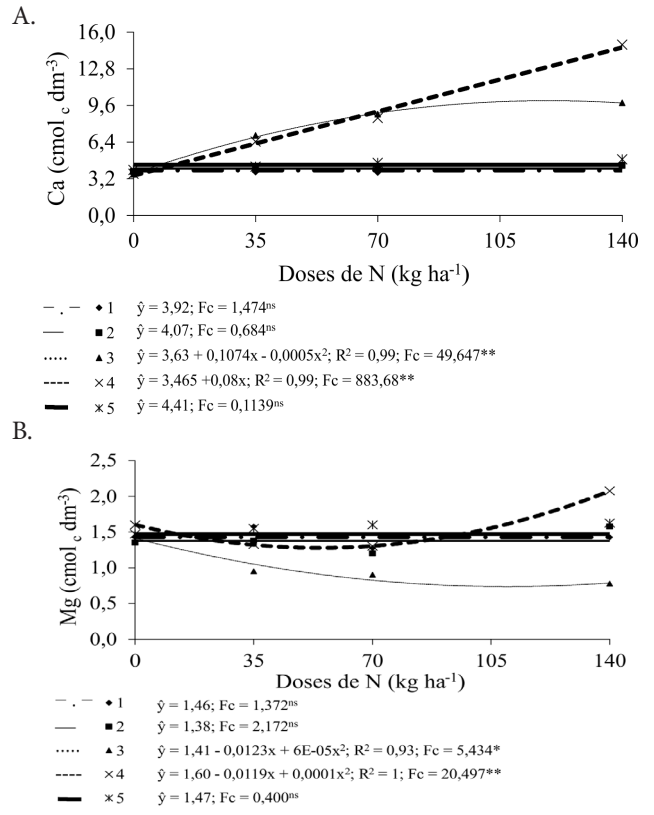 A.
16,0
12,8
9,6
6,4
3,2
0,0
Ca (cmol c dm-3)
0 35 70 105 140
Doses de N (kg ha-1)
1 ŷ = 3,92; Fc = 1,474ns
2 ŷ = 4,07; Fc = 0,684ns
3 ŷ = 3,63 + 0,1074x - 0,0005x2; R2 = 0,99; Fc = 49,647**
4 ŷ = 3,465 +0,08x; R2 = 0,99; Fc = 883,68**
5 ŷ = 4,41; Fc = 0,1139ns
B.
2,5
2,0
1,5
1,0
0,5
0,0
Mg (cmol c dm-3)
0 35 70 105 140
Doses de N (kg ha-1)
1 ŷ = 1,46; Fc = 1,372ns
2 ŷ = 1,38; Fc = 2,172ns
3 ŷ = 1,41 - 0,0123x + 6E-05x2; R2 = 0,93; Fc = 5,434*
4 ŷ = 1,60 - 0,0119x + 0,0001x2; R2 = 1; Fc = 20,497**
5 ŷ = 1,47; Fc = 0,400ns